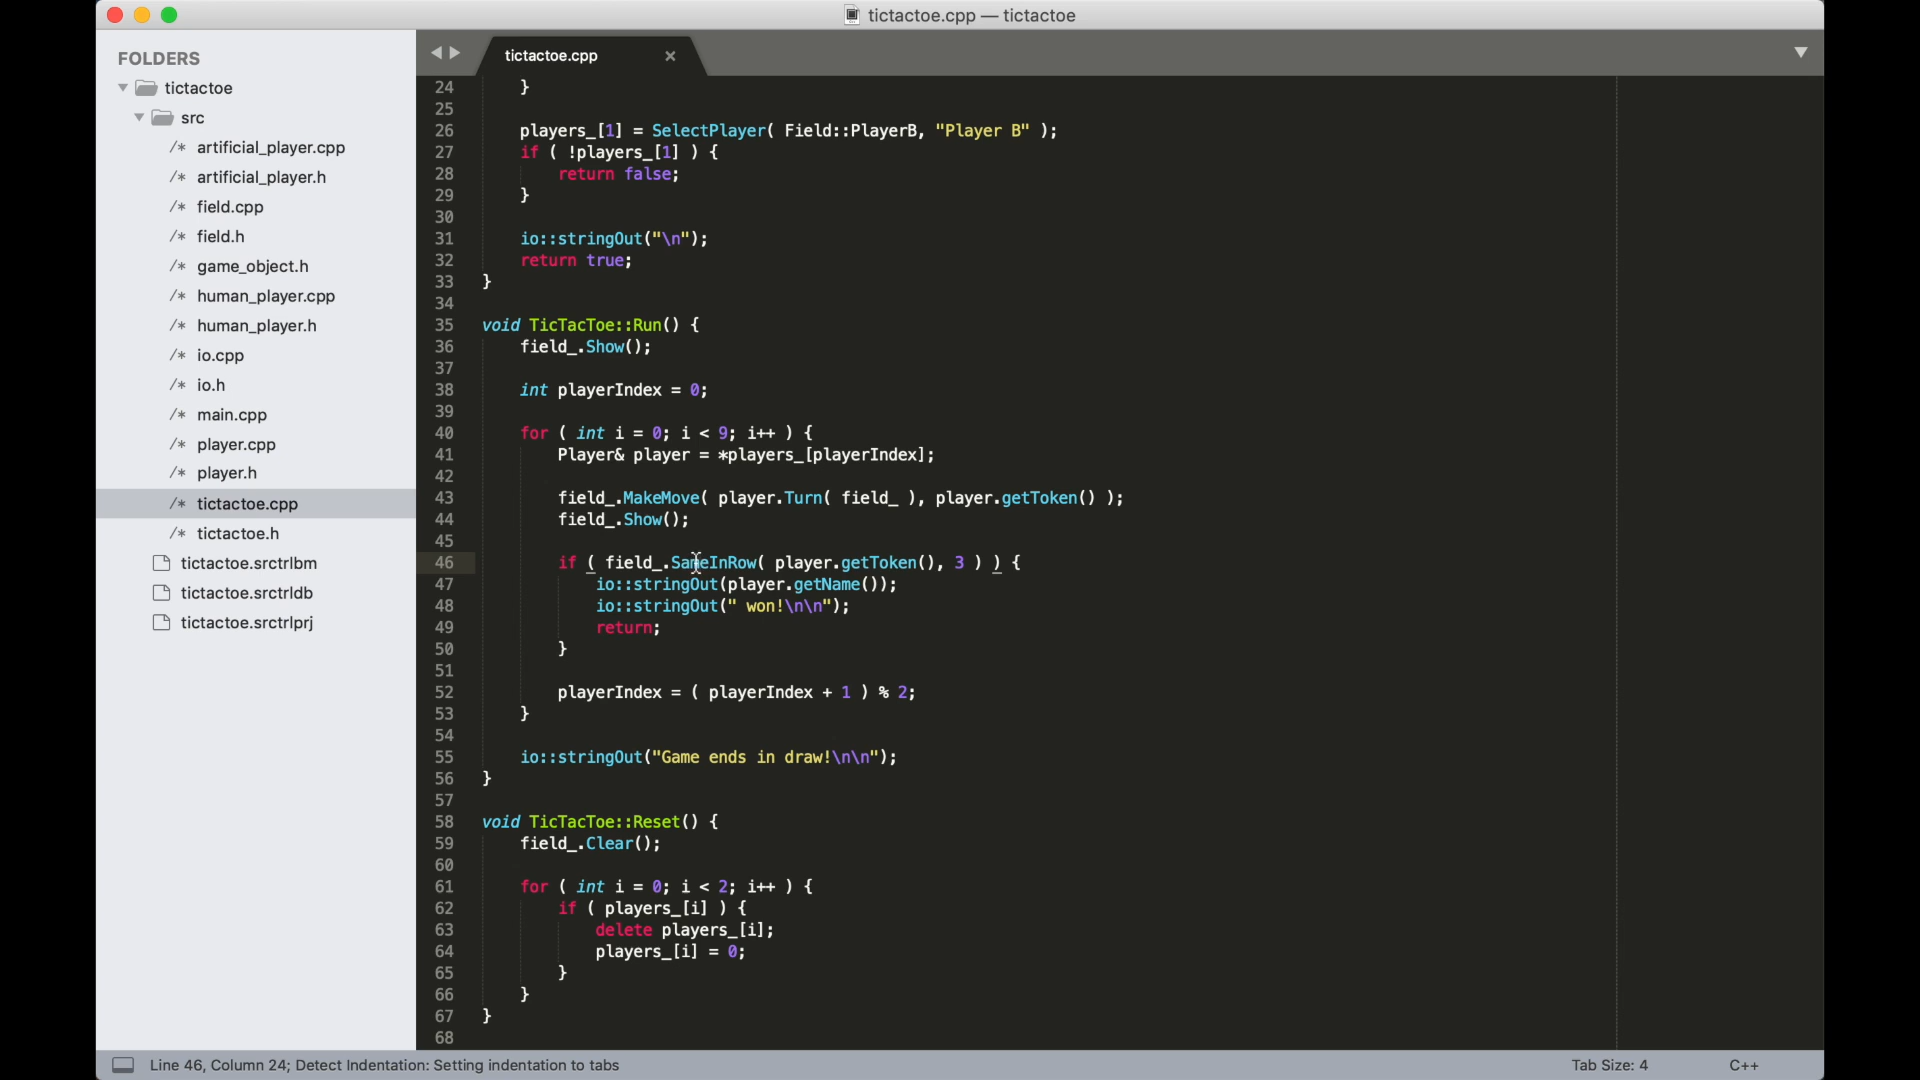 tictactoe.cpp — tictactoe
FOLDERS
tictactoe
src
/* artificial_player.cpp
/* artificial_player.h
/* field.cpp
/* field.h
/* game_object.h
/* human_player.cpp
/* human_player.h
/* io.cpp
/* io.h
/* main.cpp
/* player.cpp
/* player.h
/* tictactoe.cpp
/* tictactoe.h
tictactoe.srctrlbm
tictactoe.srctrldb
tictactoe.srctrlprj
tictactoe.cpp ×
24 }
25
26 players_[1] = SelectPlayer( Field::PlayerB, "Player B" );
27 if ( !players_[1] ) {
28 return false;
29 }
30
31 io::stringOut("\n");
32 return true;
33 }
34
35 void TicTacToe::Run() {
36 field_.Show();
37
38 int playerIndex = 0;
39
40 for ( int i = 0; i < 9; i++ ) {
41 Player& player = *players_[playerIndex];
42
43 field_.MakeMove( player.Turn( field_ ), player.getToken() );
44 field_.Show();
45
46 if ( field_.SameInRow( player.getToken(), 3 ) ) {
47 io::stringOut(player.getName());
48 io::stringOut(" won!\n\n");
49 return;
50 }
51
52 playerIndex = ( playerIndex + 1 ) % 2;
53 }
54
55 io::stringOut("Game ends in draw!\n\n");
56 }
57
58 void TicTacToe::Reset() {
59 field_.Clear();
60
61 for ( int i = 0; i < 2; i++ ) {
62 if ( players_[i] ) {
63 delete players_[i];
64 players_[i] = 0;
65 }
66 }
67 }
68
Line 46, Column 24; Detect Indentation: Setting indentation to tabs
Tab Size: 4
C++